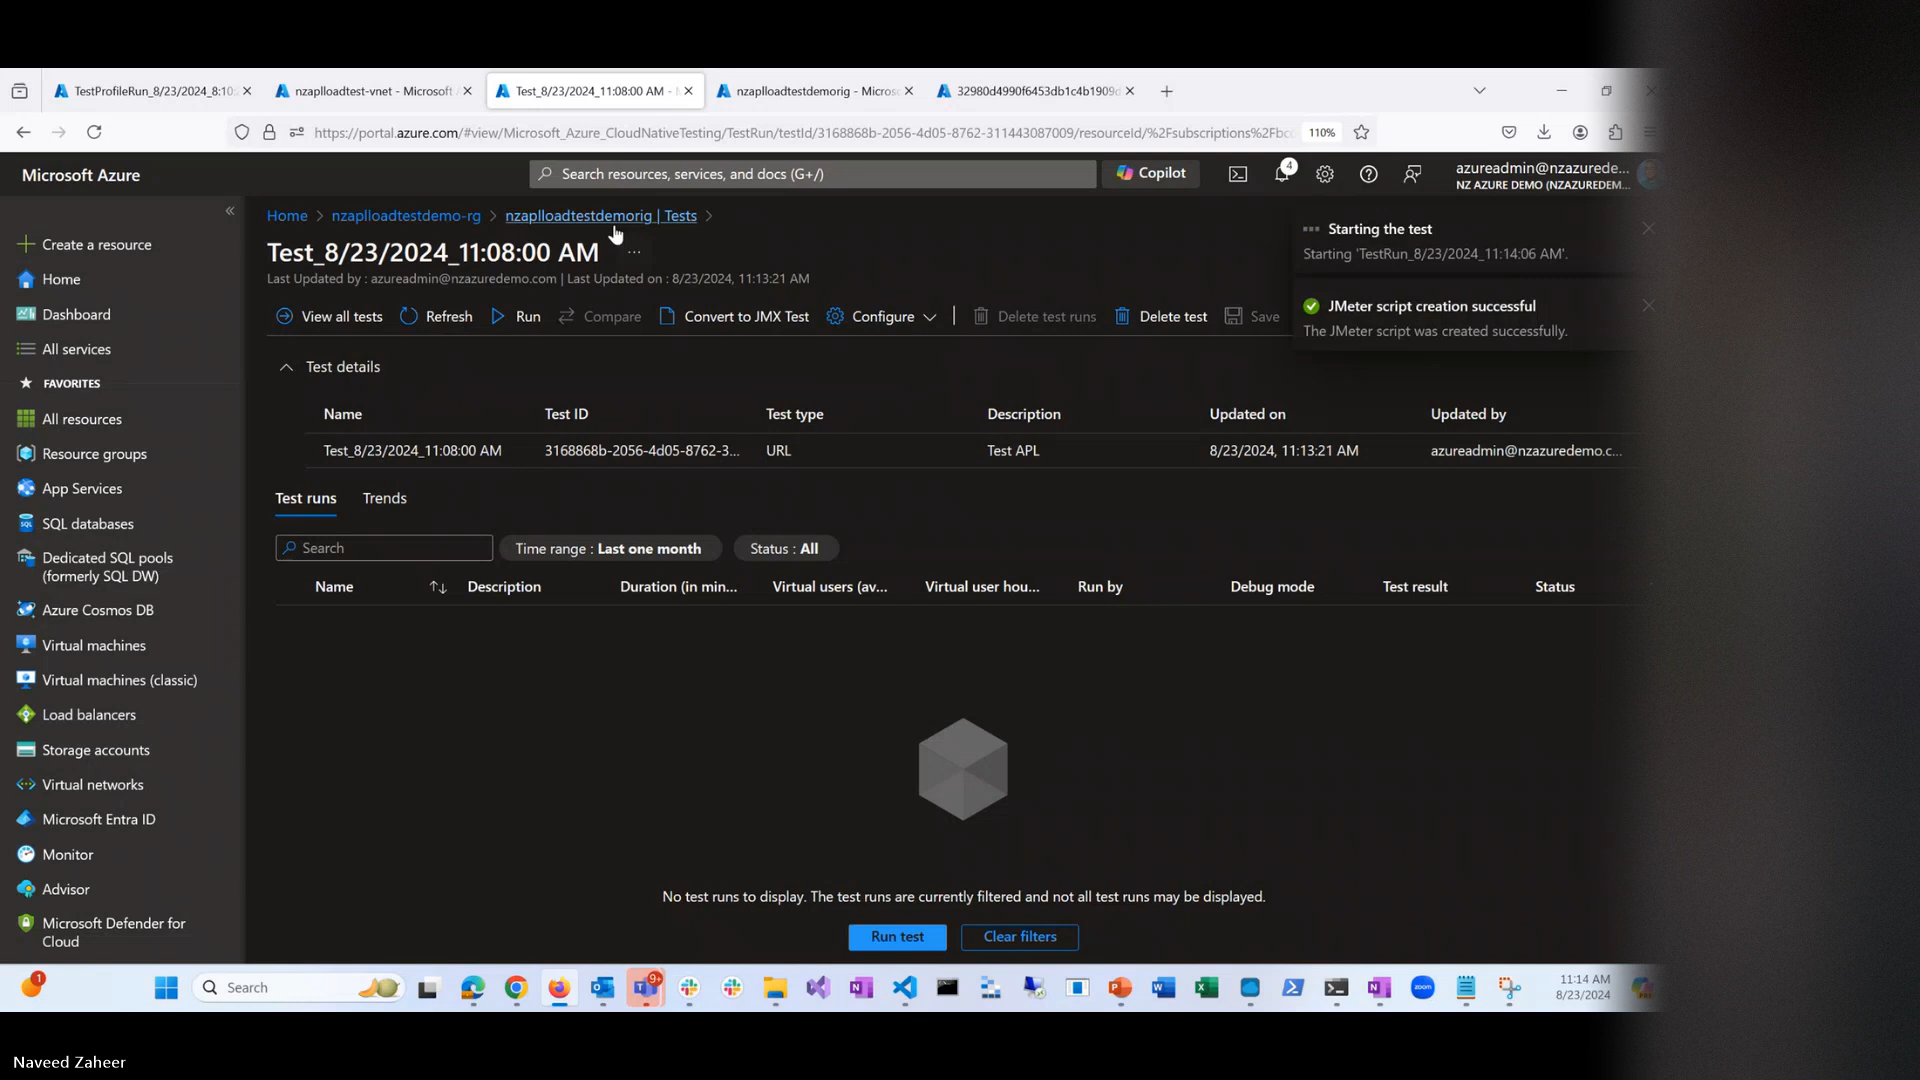 TestProfileRun_8/23/2024_8:10:
nzaplloadtest-vnet - Microsoft A
Test_8/23/2024_11:08:00 AM -
nzaplloadtestdemorig - Microso
32980d4990f6453db1c4b1909d
https://portal.azure.com/#view/Microsoft_Azure_CloudNativeTesting/TestRun/testId/3168868b-2056-4d05-8762-311443087009/resourceId/%2Fsubscriptions%2Fbc
110%
Microsoft Azure
Search resources, services, and docs (G+/)
Copilot
4
azureadmin@nzazurede...
NZ AZURE DEMO (NZAZUREDEM...
Home > nzaplloadtestdemo-rg > nzaplloadtestdemorig | Tests >
Test_8/23/2024_11:08:00 AM ...
Last Updated by : azureadmin@nzazuredemo.com | Last Updated on : 8/23/2024, 11:13:21 AM
View all tests Refresh Run Compare Convert to JMX Test Configure Delete test runs Delete test Save
Starting the test
Starting 'TestRun_8/23/2024_11:14:06 AM'.
JMeter script creation successful
The JMeter script was created successfully.
Create a resource
Home
Dashboard
All services
FAVORITES
All resources
Resource groups
App Services
SQL databases
Dedicated SQL pools
(formerly SQL DW)
Azure Cosmos DB
Virtual machines
Virtual machines (classic)
Load balancers
Storage accounts
Virtual networks
Microsoft Entra ID
Monitor
Advisor
Microsoft Defender for
Cloud
Test details
Name Test ID Test type Description Updated on Updated by
Test_8/23/2024_11:08:00 AM 3168868b-2056-4d05-8762-3... URL Test APL 8/23/2024, 11:13:21 AM azureadmin@nzazuredemo.c...
Test runs Trends
Search
Time range : Last one month
Status : All
Name Description Duration (in min... Virtual users (av... Virtual user hou... Run by Debug mode Test result Status
No test runs to display. The test runs are currently filtered and not all test runs may be displayed.
Run test
Clear filters
1
Search
9+
zoom
11:14 AM
8/23/2024
Naveed Zaheer